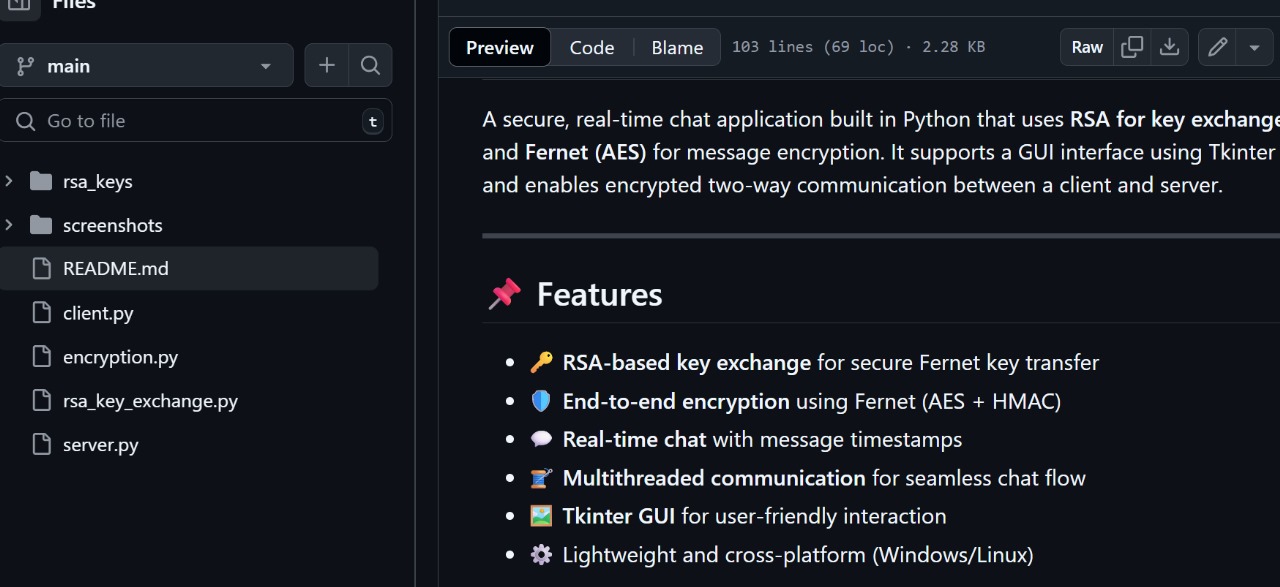 Files
main
Go to file
t
rsa_keys
screenshots
README.md
client.py
encryption.py
rsa_key_exchange.py
server.py
Preview
Code
Blame
103 lines (69 loc) · 2.28 KB
Raw
A secure, real-time chat application built in Python that uses RSA for key exchange
and Fernet (AES) for message encryption. It supports a GUI interface using Tkinter
and enables encrypted two-way communication between a client and server.
📌 Features
• 🔑 RSA-based key exchange for secure Fernet key transfer
• 🛡️ End-to-end encryption using Fernet (AES + HMAC)
• 💬 Real-time chat with message timestamps
• 🧵 Multithreaded communication for seamless chat flow
• 🖼️ Tkinter GUI for user-friendly interaction
• ⚙️ Lightweight and cross-platform (Windows/Linux)